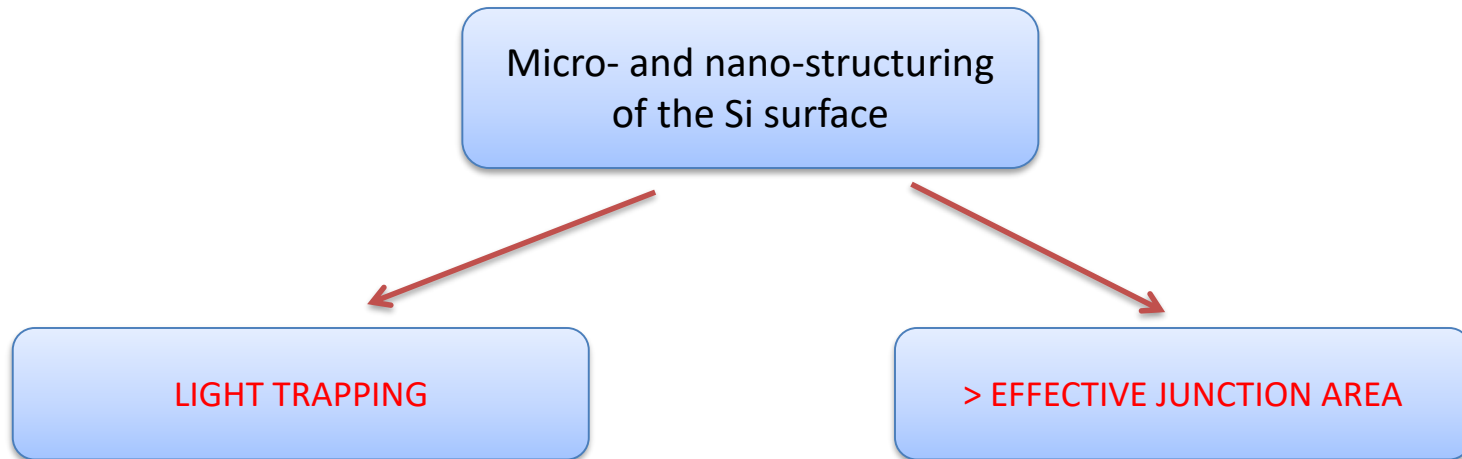 Micro- and nano-structuring
of the Si surface
LIGHT TRAPPING
> EFFECTIVE JUNCTION AREA